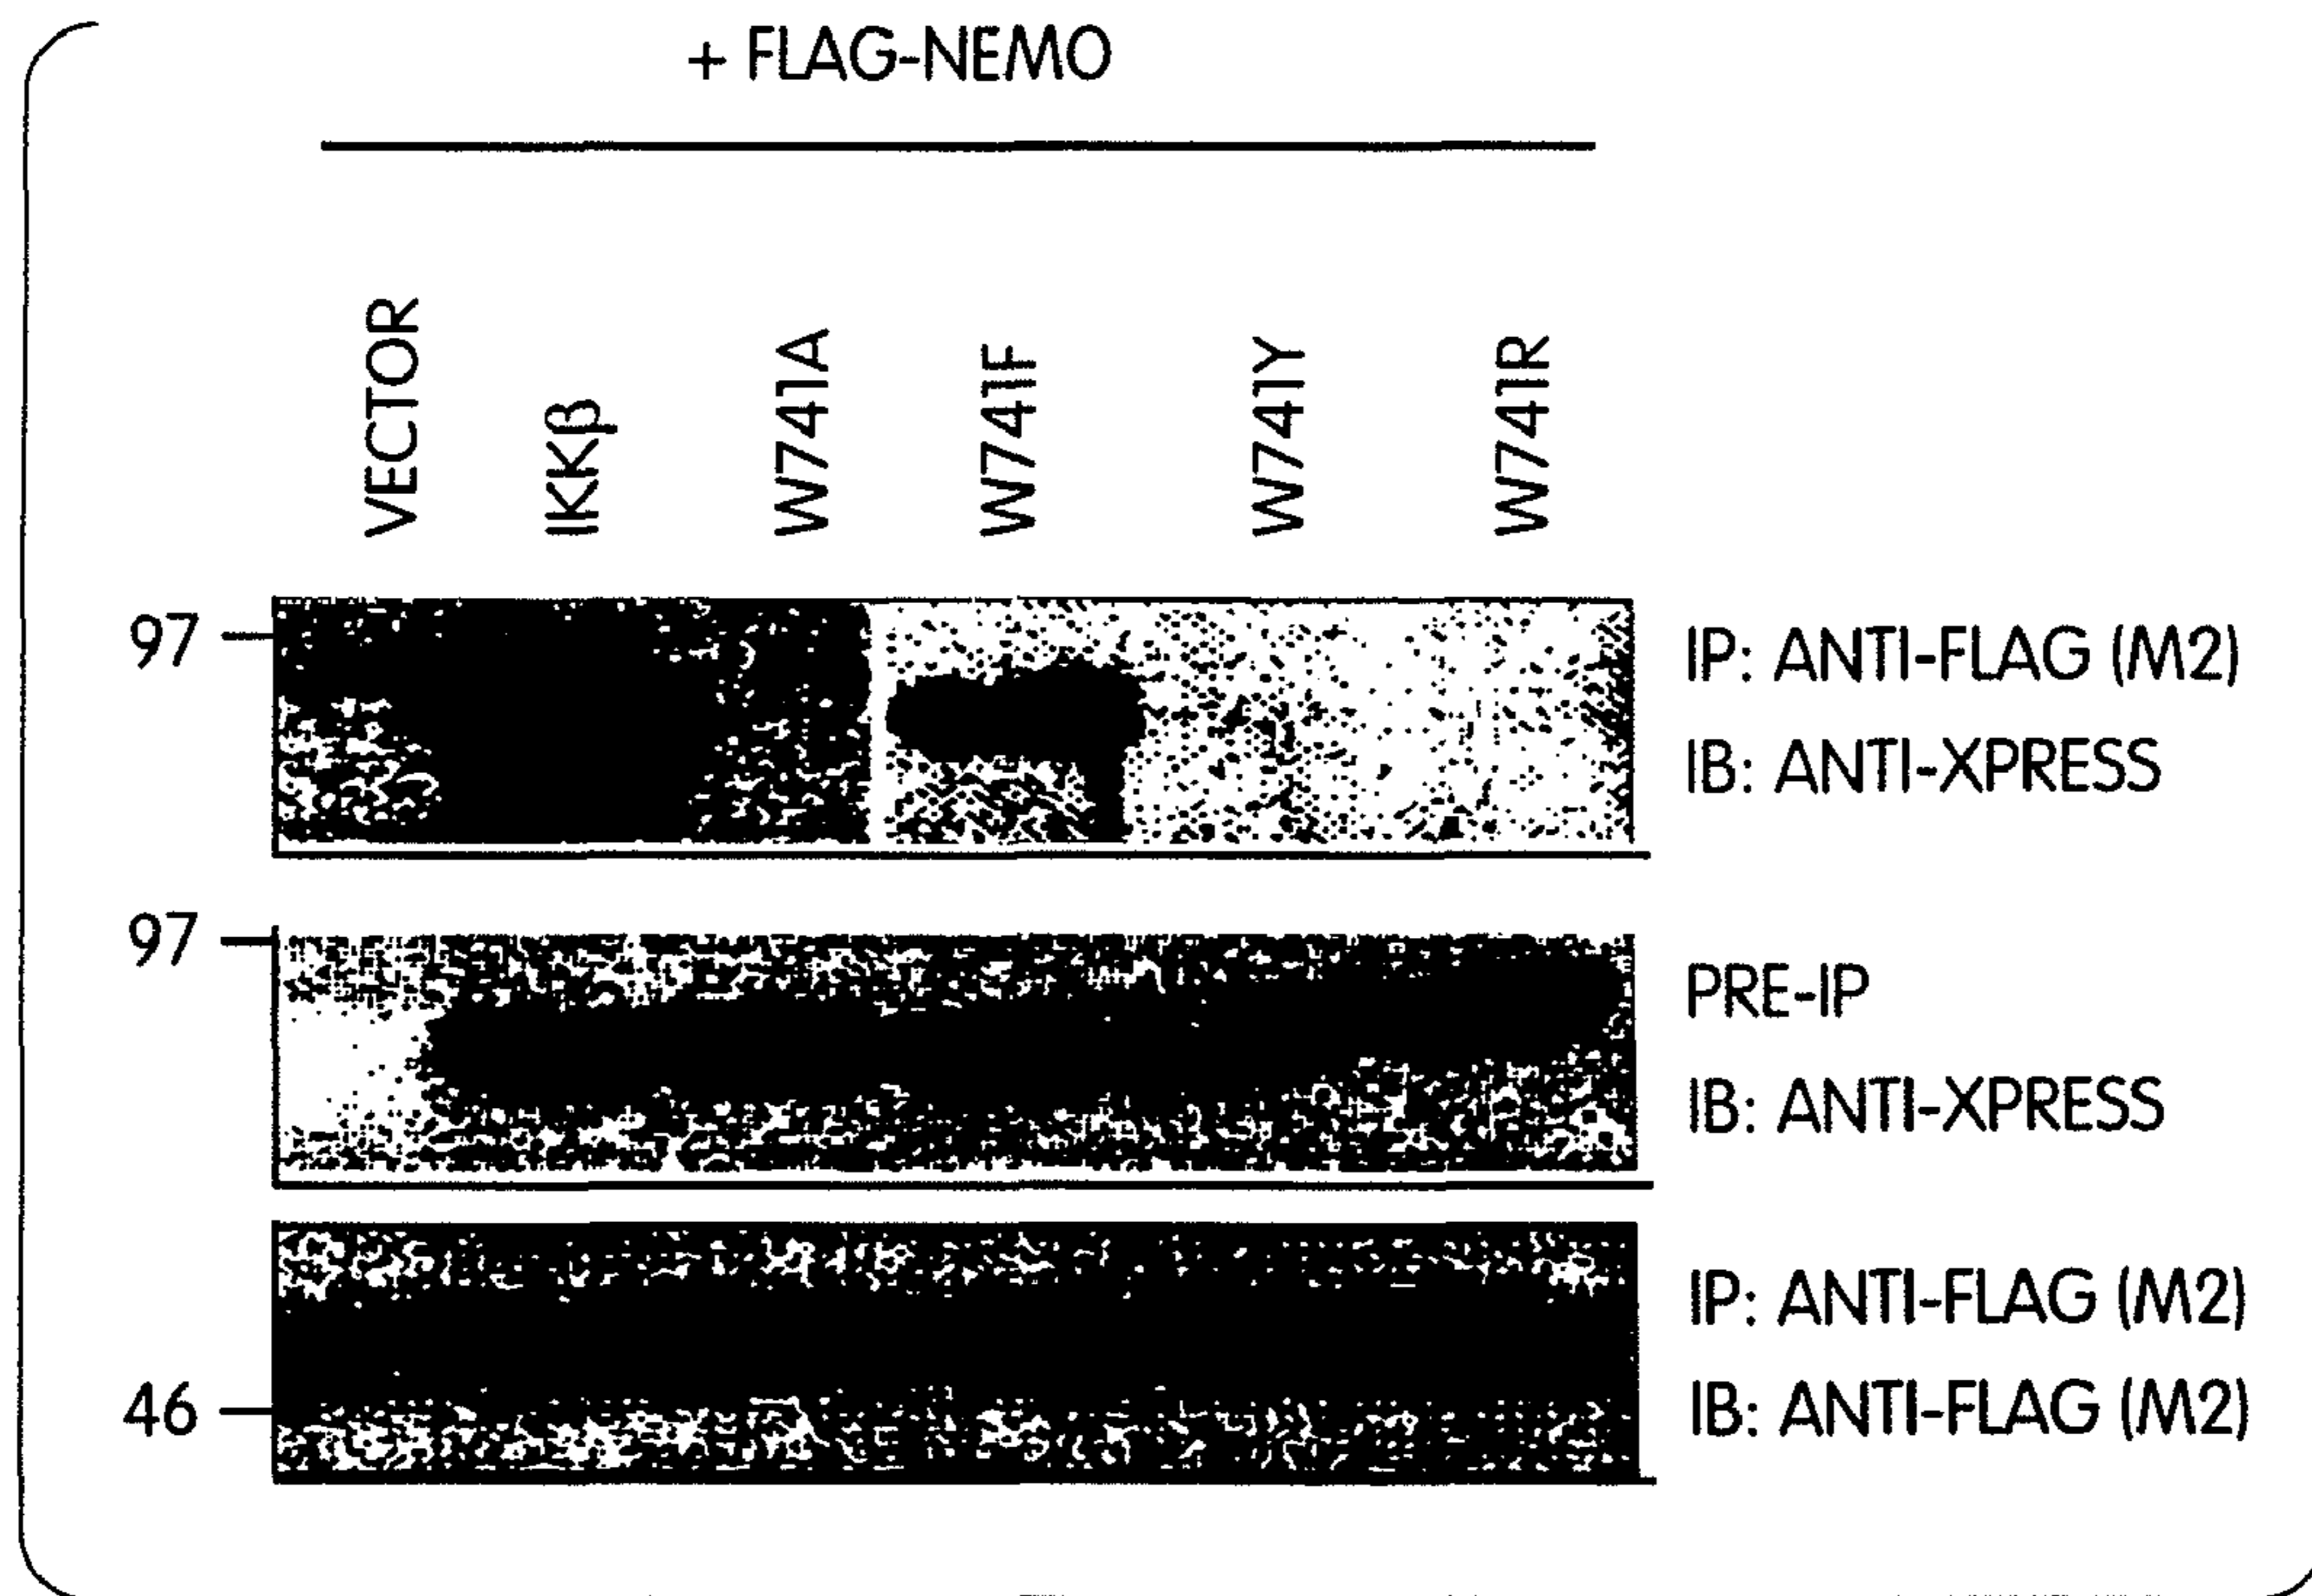 + FLAG-NEMO
VECTOR
IKKβ
W741A
W741F
W741Y
W741R
97
IP: ANTI-FLAG (M2)
IB: ANTI-XPRESS
97
PRE-IP
IB: ANTI-XPRESS
IP: ANTI-FLAG (M2)
46
IB: ANTI-FLAG (M2)